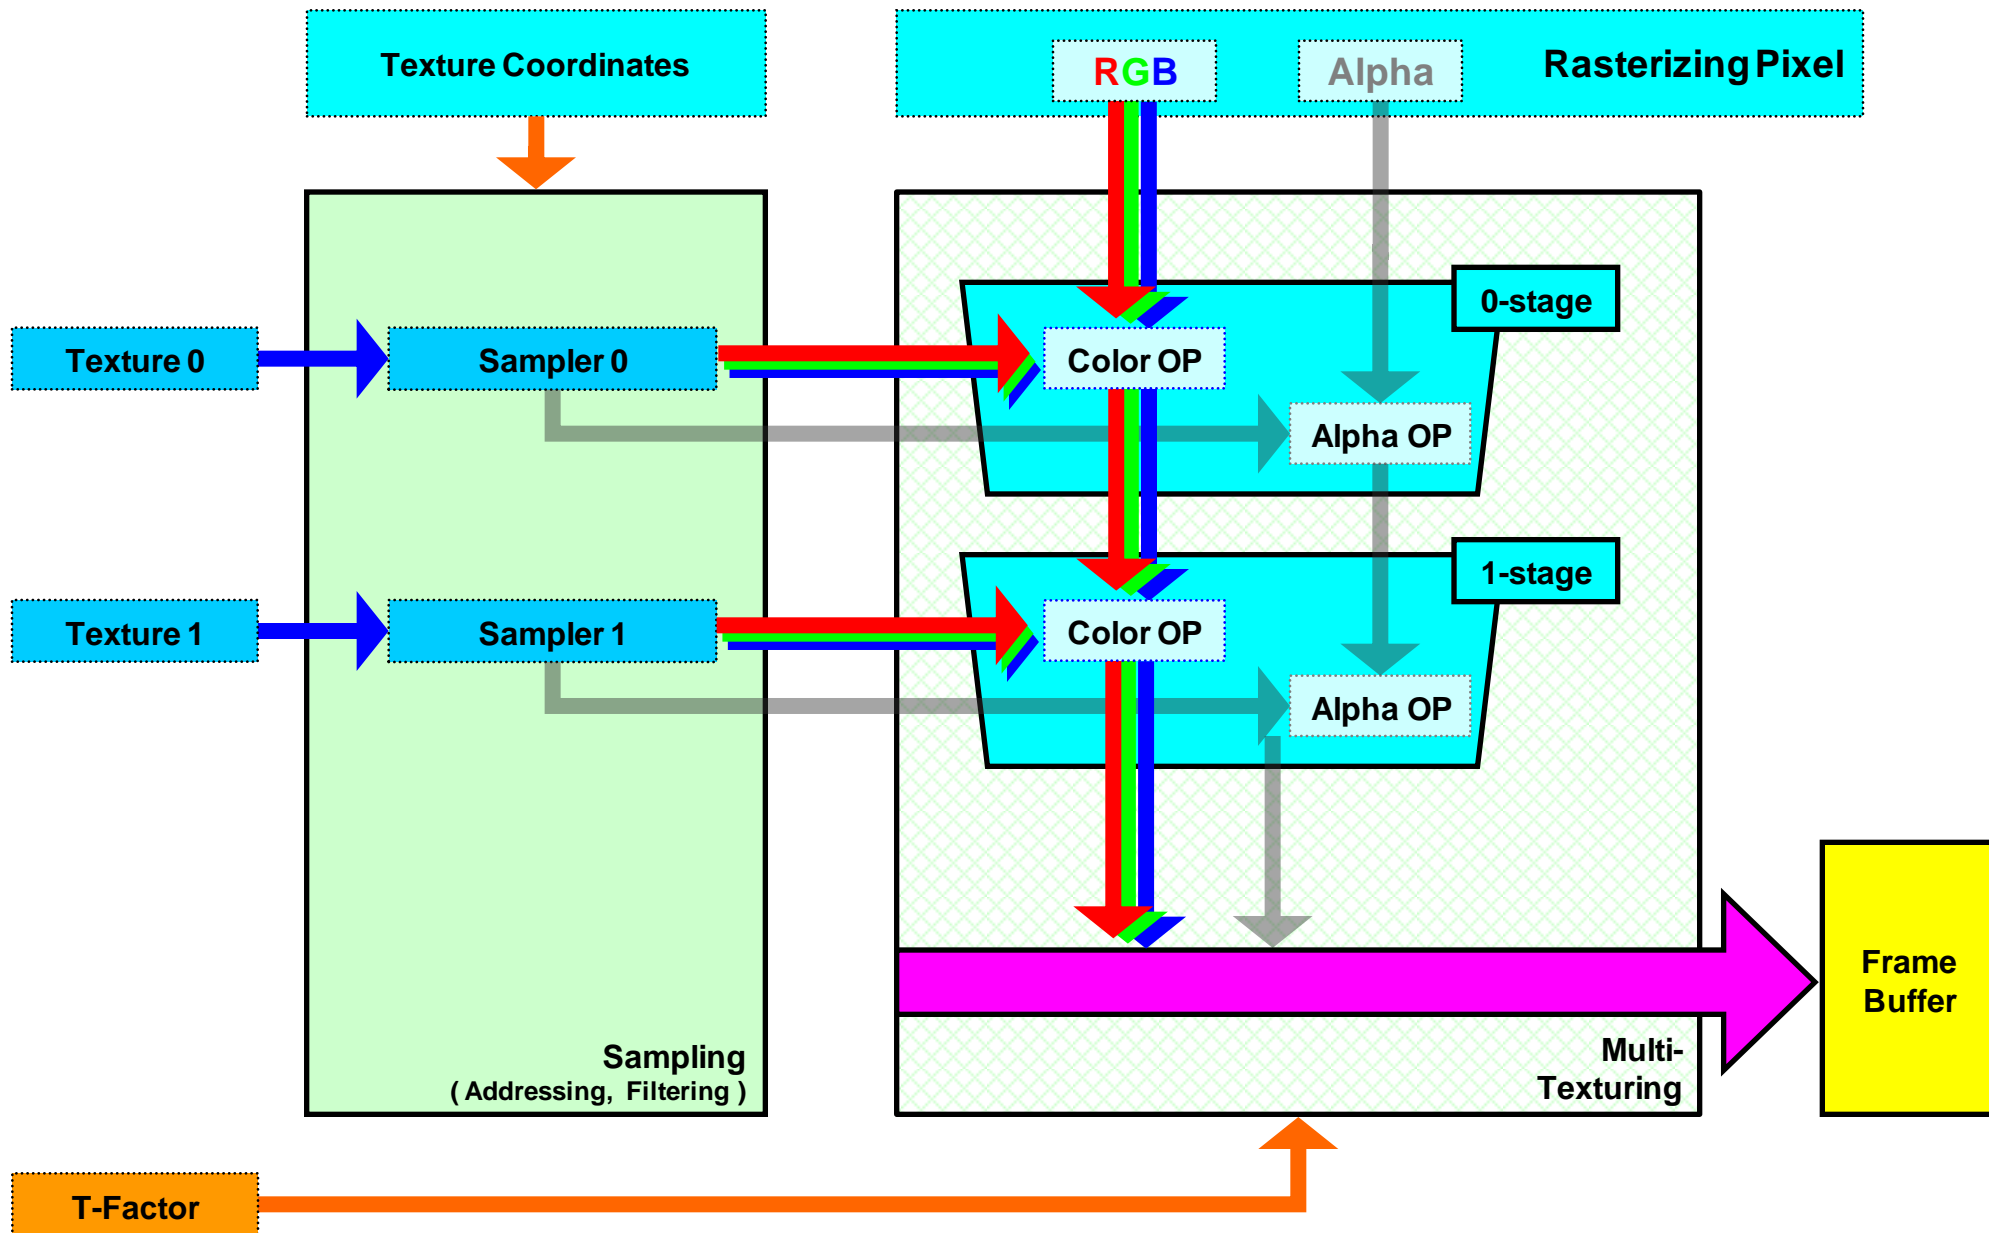 Texture Coordinates
RGB
Alpha
Rasterizing Pixel
0-stage
Texture 0
Sampler 0
Color OP
Alpha OP
1-stage
Texture 1
Sampler 1
Color OP
Alpha OP
Frame
Buffer
Sampling
( Addressing, Filtering )
Multi-
Texturing
T-Factor